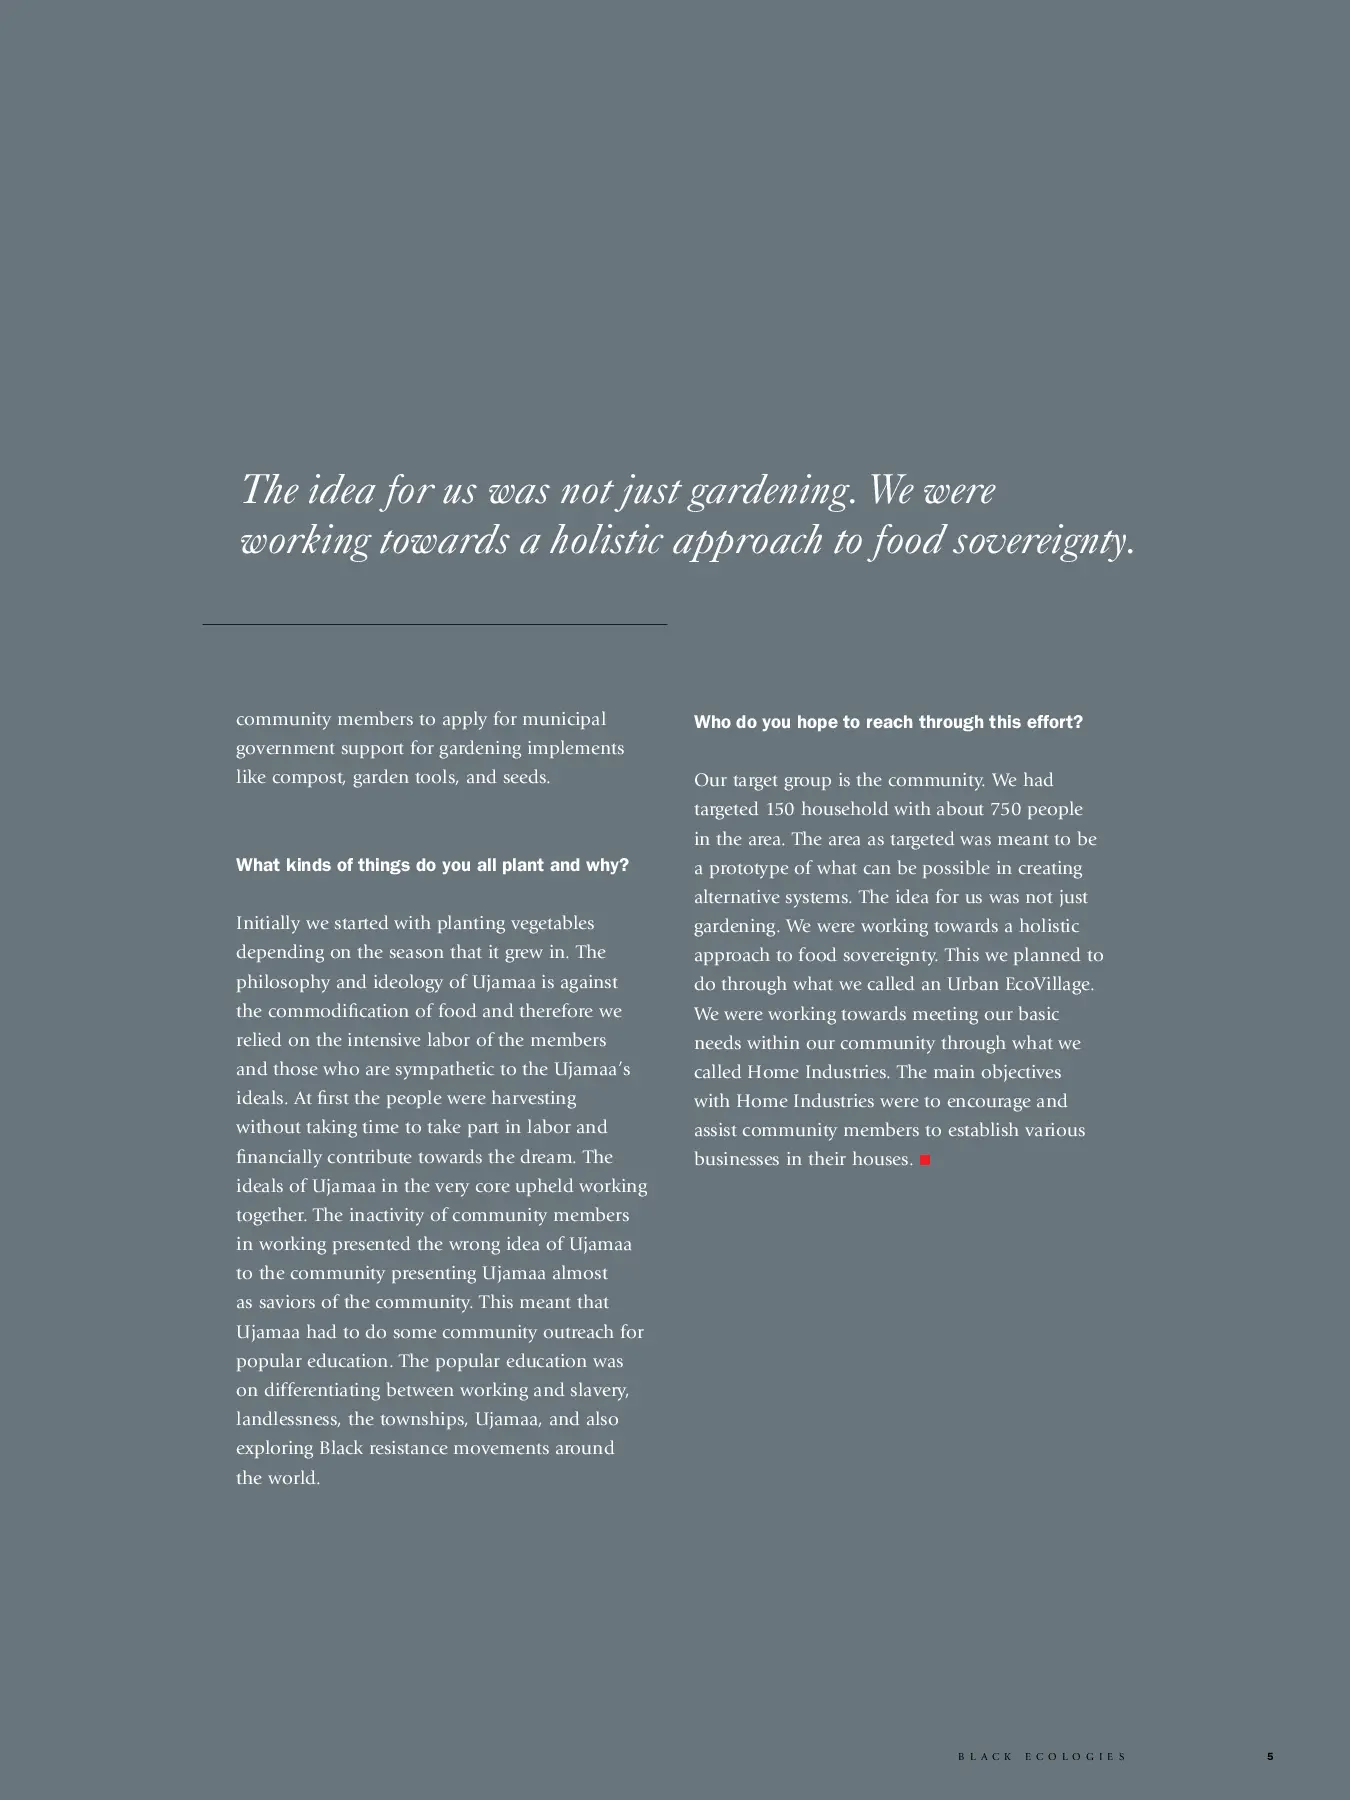 The idea for us was not just gardening. We were
working towards a holistic approach to food sovereignty.
community members to apply for municipal
government support for gardening implements
like compost, garden tools, and seeds.
What kinds of things do you all plant and why?
Initially we started with planting vegetables
depending on the season that it grew in. The
philosophy and ideology of Ujamaa is against
the commodification of food and therefore we
relied on the intensive labor of the members
and those who are sympathetic to the Ujamaa’s
ideals. At first the people were harvesting
without taking time to take part in labor and
financially contribute towards the dream. The
ideals of Ujamaa in the very core upheld working
together. The inactivity of community members
in working presented the wrong idea of Ujamaa
to the community presenting Ujamaa almost
as saviors of the community. This meant that
Ujamaa had to do some community outreach for
popular education. The popular education was
on differentiating between working and slavery,
landlessness, the townships, Ujamaa, and also
exploring Black resistance movements around
the world.
Who do you hope to reach through this effort?
Our target group is the community. We had
targeted 150 household with about 750 people
in the area. The area as targeted was meant to be
a prototype of what can be possible in creating
alternative systems. The idea for us was not just
gardening. We were working towards a holistic
approach to food sovereignty. This we planned to
do through what we called an Urban EcoVillage.
We were working towards meeting our basic
needs within our community through what we
called Home Industries. The main objectives
with Home Industries were to encourage and
assist community members to establish various
businesses in their houses.
BLACK ECOLOGIES 5